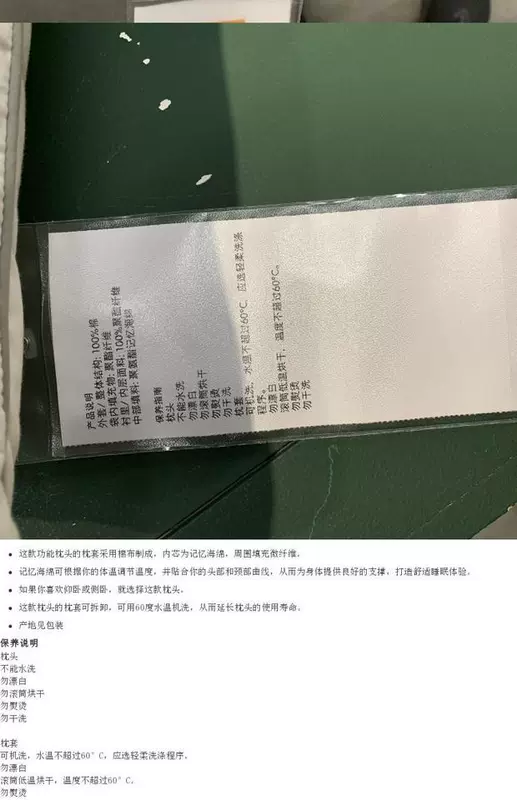 产品说明
外套, 整体结构: 100%棉
袋内填充物: 聚酯纤维
衬里/内层面料: 100%聚酯纤维
中部填料: 聚氨酯记忆海绵
保养指南
枕头
不能水洗
勿漂白
勿滚筒烘干
勿熨烫
勿干洗
枕套
可机洗, 水温不超过60℃, 应选轻柔洗涤
程序。
勿漂白
滚筒低温烘干, 温度不超过60℃。
勿熨烫
勿干洗
这款功能枕头的枕套采用棉布制成，内芯为记忆海绵，周围填充微纤维。
记忆海绵可根据你的体温调节温度，并贴合你的头部和颈部曲线，从而为身体提供良好的支撑，打造舒适睡眠体验。
如果你喜欢仰卧或侧卧，就选择这款枕头。
这款枕头的枕套可拆卸，可用60度水温机洗，从而延长枕头的使用寿命。
产地见包装
保养说明
枕头
不能水洗
勿漂白
勿滚筒烘干
勿熨烫
勿干洗
枕套
可机洗，水温不超过60°C，应选轻柔洗涤程序。
勿漂白
滚筒低温烘干，温度不超过60°C。
勿熨烫